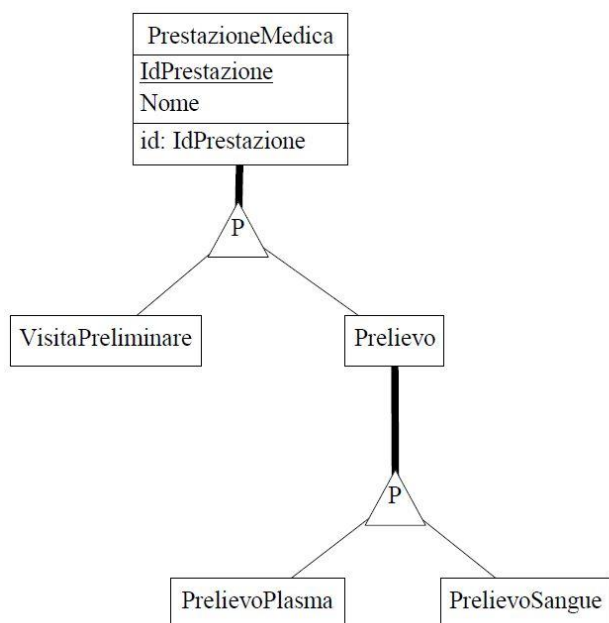 PrestazioneMedica
IdPrestazione
Nome
id: IdPrestazione
P
VisitaPreliminare
Prelievo
P
PrelievoPlasma
PrelievoSangue